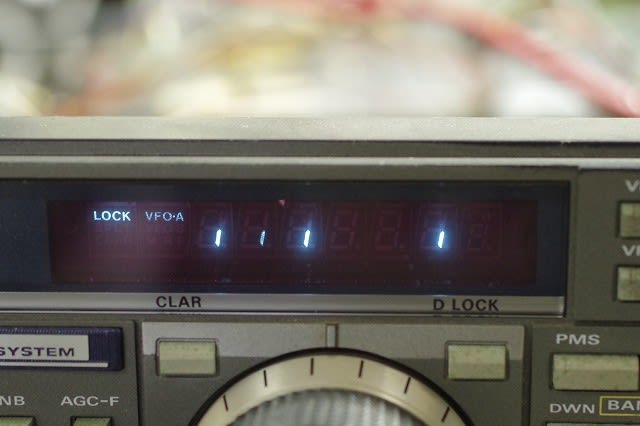 LOCK VFO-A
CLAR D LOCK
SYSTEM
PMS
NB AGC-F
DWN